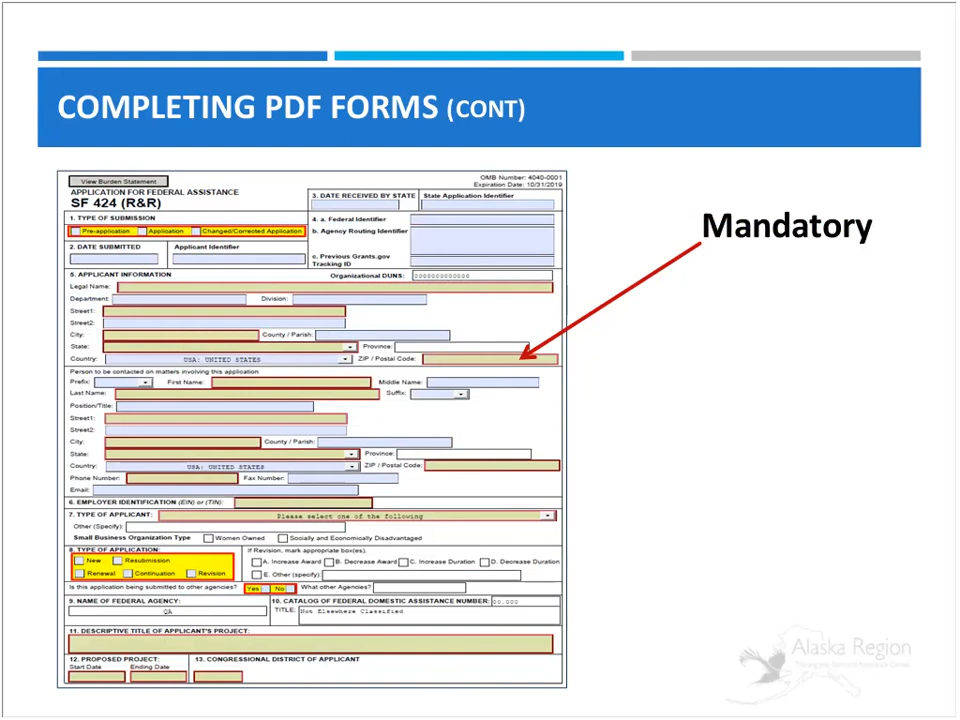 COMPLETING PDF FORMS (CONT)
View Burden Statement
OMB Number: 4040-0001
Expiration Date: 10/31/2019
APPLICATION FOR FEDERAL ASSISTANCE
SF 424 (R&R)
3. DATE RECEIVED BY STATE State Application Identifier
1. TYPE OF SUBMISSION
Pre-application Application Changed/Corrected Application
4. a. Federal Identifier
b. Agency Routing Identifier
2. DATE SUBMITTED Applicant Identifier
c. Previous Grants.gov
Tracking ID
5. APPLICANT INFORMATION Organizational DUNS: 0000000000000
Legal Name:
Department: Division:
Street1:
Street2:
City: County / Parish:
State: Province:
Country: USA: UNITED STATES ZIP / Postal Code:
Person to be contacted on matters involving this application
Prefix: First Name: Middle Name:
Last Name: Suffix:
Position/Title:
Street1:
Street2:
City: County / Parish:
State: Province:
Country: USA: UNITED STATES ZIP / Postal Code:
Phone Number: Fax Number:
Email:
6. EMPLOYER IDENTIFICATION (EIN) or (TIN):
7. TYPE OF APPLICANT: Please select one of the following
Other (Specify):
Small Business Organization Type Women Owned Socially and Economically Disadvantaged
8. TYPE OF APPLICATION: If Revision, mark appropriate box(es).
New Resubmission A. Increase Award B. Decrease Award C. Increase Duration D. Decrease Duration
Renewal Continuation Revision E. Other (specify):
Is this application being submitted to other agencies? Yes No What other Agencies?
9. NAME OF FEDERAL AGENCY: 10. CATALOG OF FEDERAL DOMESTIC ASSISTANCE NUMBER: 00.000
QA TITLE: Not Elsewhere Classified
11. DESCRIPTIVE TITLE OF APPLICANT'S PROJECT:
12. PROPOSED PROJECT: 13. CONGRESSIONAL DISTRICT OF APPLICANT
Start Date Ending Date
Mandatory
Alaska Region